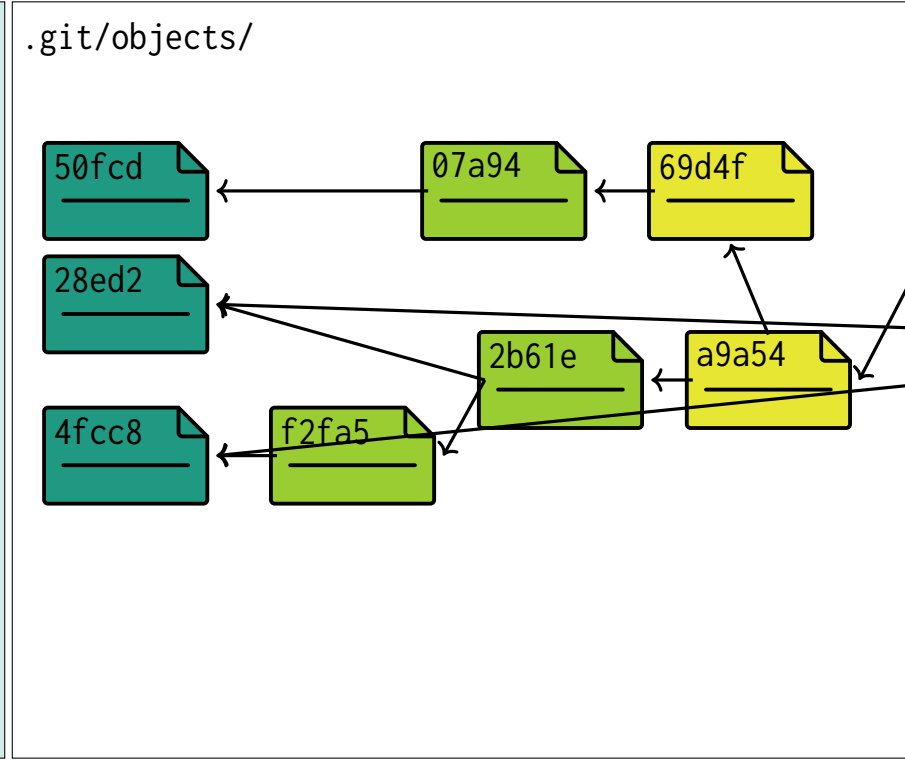 .git/objects/
50fcd
07a94
69d4f
28ed2
2b61e
a9a54
4fcc8
f2fa5